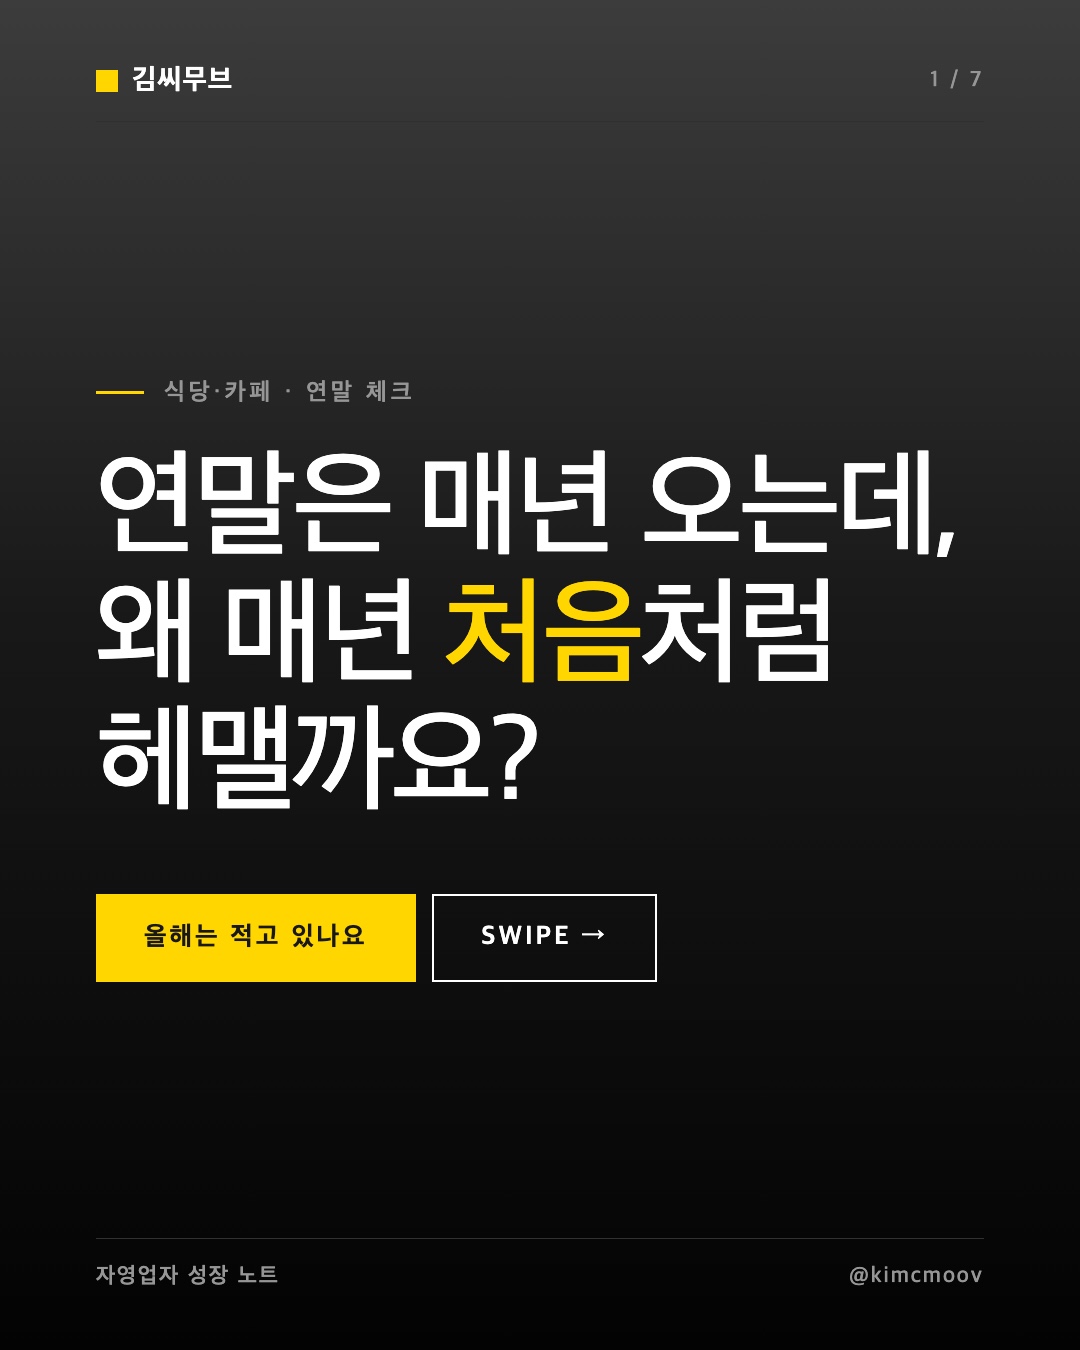 김씨무브
1 / 7
식당·카페 · 연말 체크
연말은 매년 오는데,
왜 매년 처음처럼
헤맬까요?
올해는 적고 있나요
SWIPE →
자영업자 성장 노트
@kimcmoov